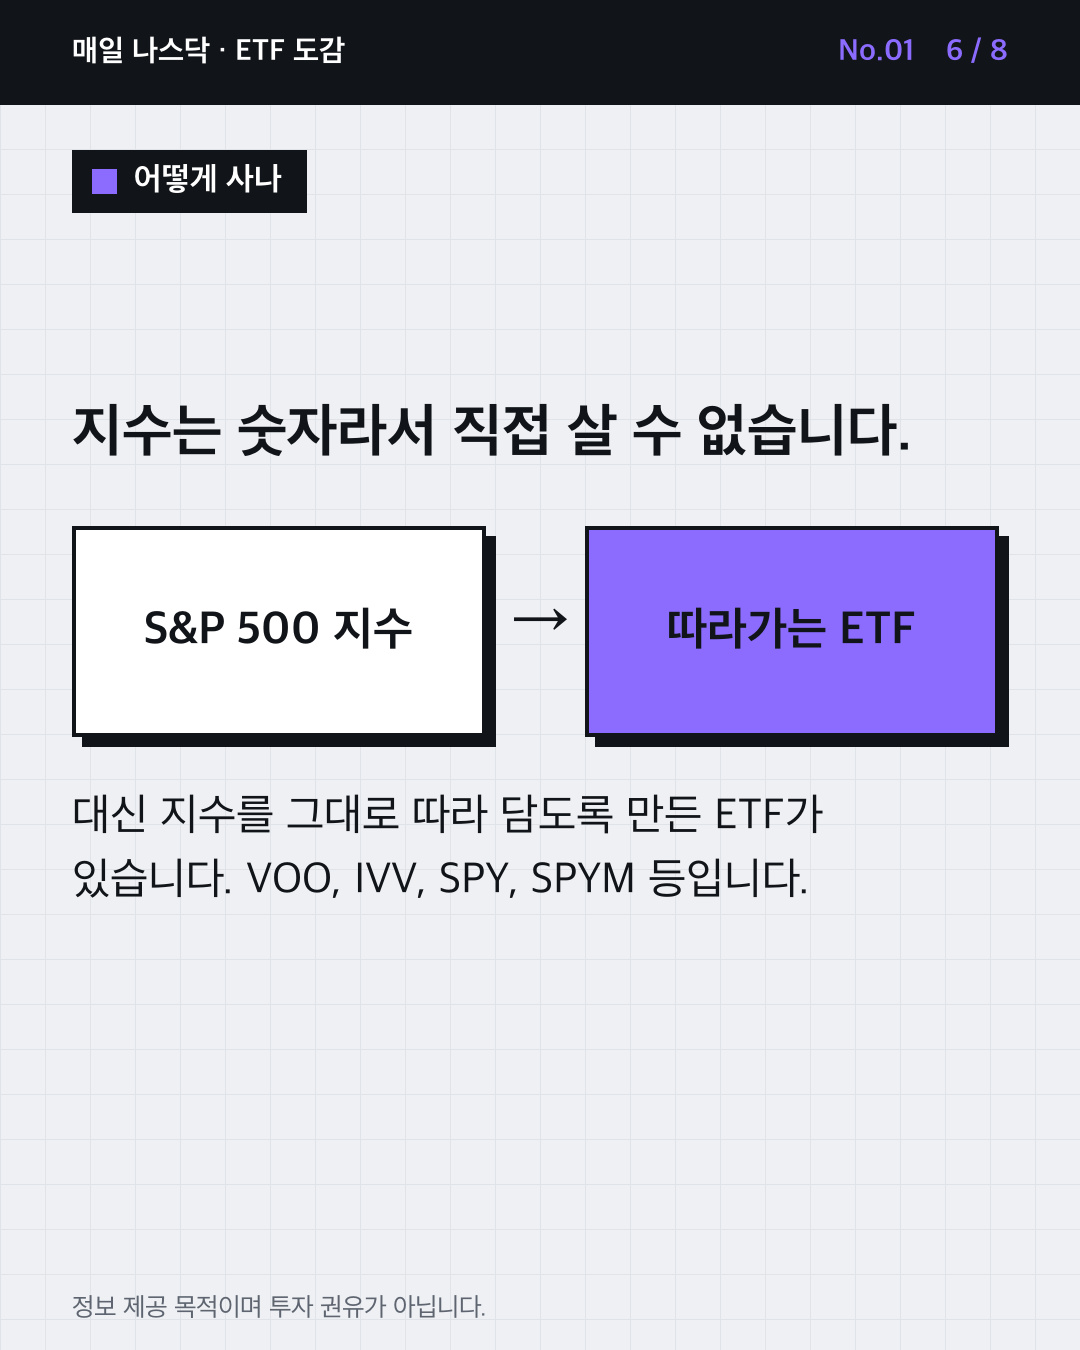 매일 나스닥 · ETF 도감
No.01 6 / 8
어떻게 사나
지수는 숫자라서 직접 살 수 없습니다.
S&P 500 지수 → 따라가는 ETF
대신 지수를 그대로 따라 담도록 만든 ETF가
있습니다. VOO, IVV, SPY, SPYM 등입니다.
정보 제공 목적이며 투자 권유가 아닙니다.